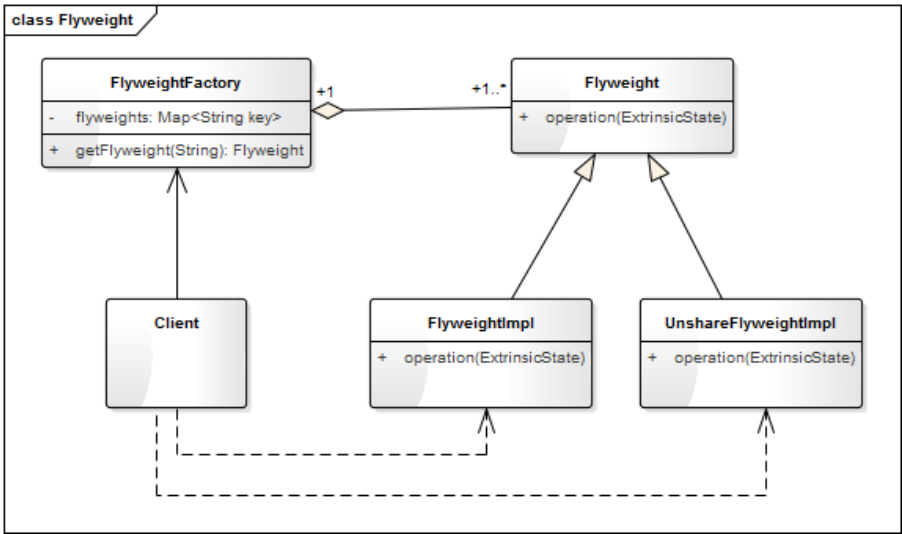 class Flyweight
FlyweightFactory
- flyweights: Map<String key>
+ getFlyweight(String): Flyweight
+1
+1..*
Flyweight
+ operation(ExtrinsicState)
Client
FlyweightImpl
+ operation(ExtrinsicState)
UnshareFlyweightImpl
+ operation(ExtrinsicState)